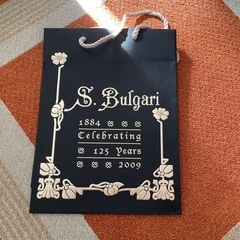 S. Bulgari
1884
Celebrating
125 Years
2009